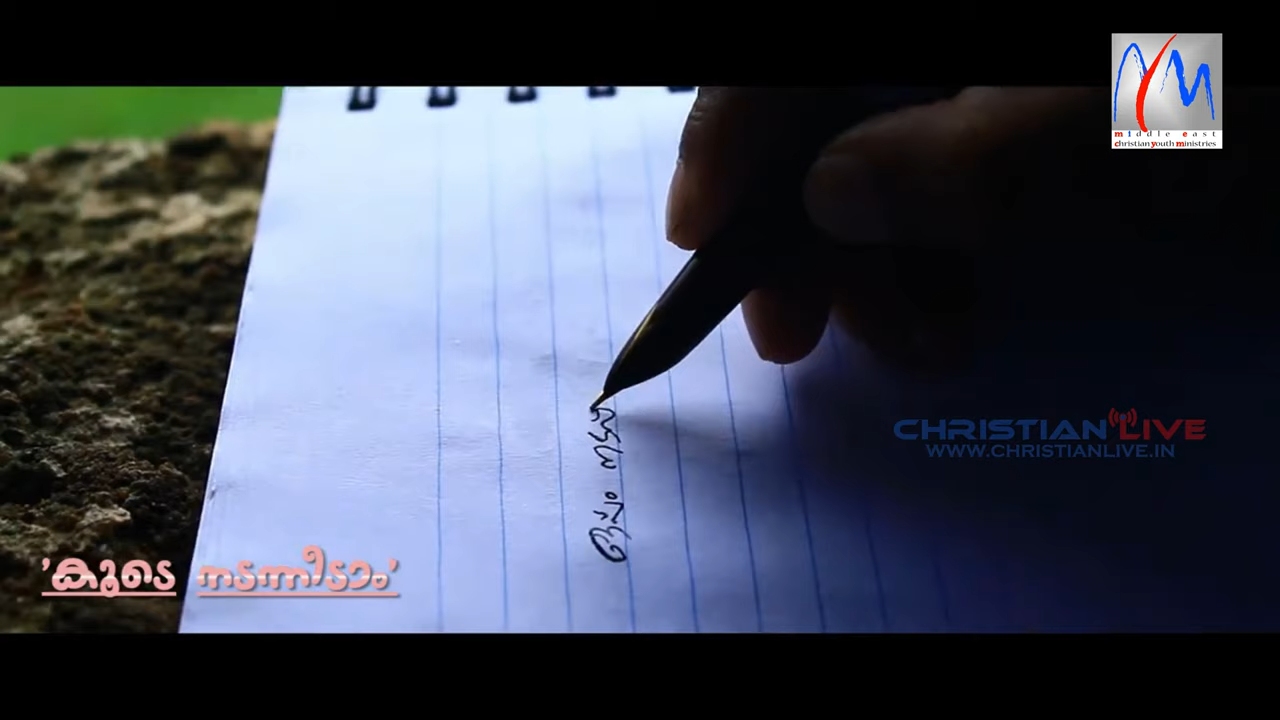 middle east
christian youth ministries
CHRISTIAN LIVE
WWW.CHRISTIANLIVE.IN
'കൂടെ നടന്നീടാം'